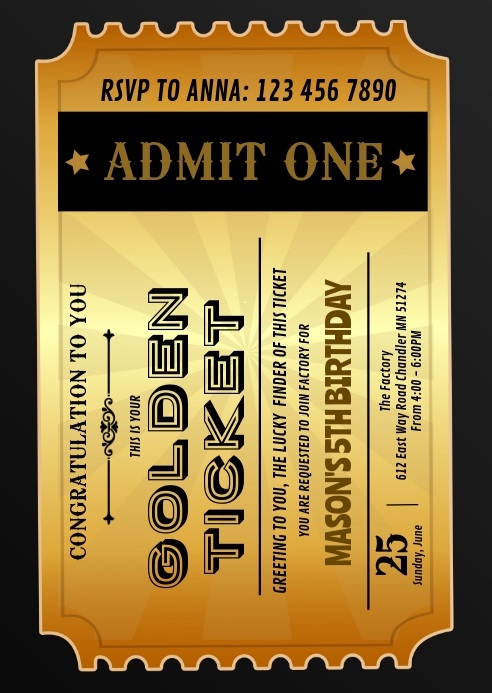 RSVP TO ANNA: 123 456 7890
ADMIT ONE
CONGRATULATION TO YOU
THIS IS YOUR
GOLDEN
TICKET
GREETING TO YOU, THE LUCKY FINDER OF THIS TICKET
YOU ARE REQUESTED TO JOIN FACTORY FOR
MASON'S 5TH BIRTHDAY
25
Sunday, June
The Factory
612 East Way Road Chandler MN 51274
From 4:00 - 6:00PM